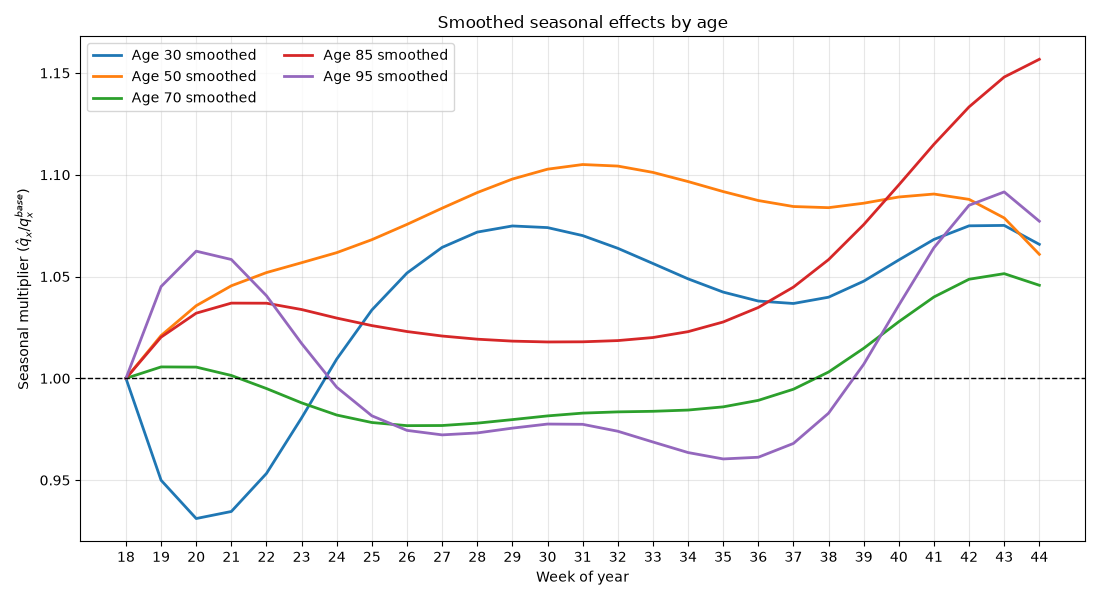 Smoothed seasonal effects by age
Age 30 smoothed
Age 50 smoothed
Age 70 smoothed
Age 85 smoothed
Age 95 smoothed
Seasonal multiplier (q̂ₓ/qₓᵇᵃˢᵉ)
1.15
1.10
1.05
1.00
0.95
18 19 20 21 22 23 24 25 26 27 28 29 30 31 32 33 34 35 36 37 38 39 40 41 42 43 44
Week of year